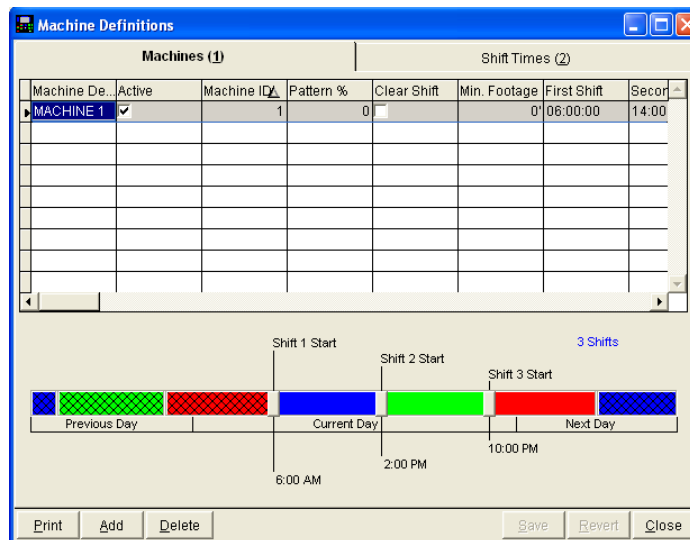 Machine Definitions
Machines (1) Shift Times (2)
Machine De... Active Machine ID Pattern % Clear Shift Min. Footage First Shift Secon
MACHINE 1 1 0 0' 06:00:00 14:00
Shift 1 Start 3 Shifts
Shift 2 Start
Shift 3 Start
Previous Day Current Day Next Day
10:00 PM
2:00 PM
6:00 AM
Print Add Delete Save Revert Close